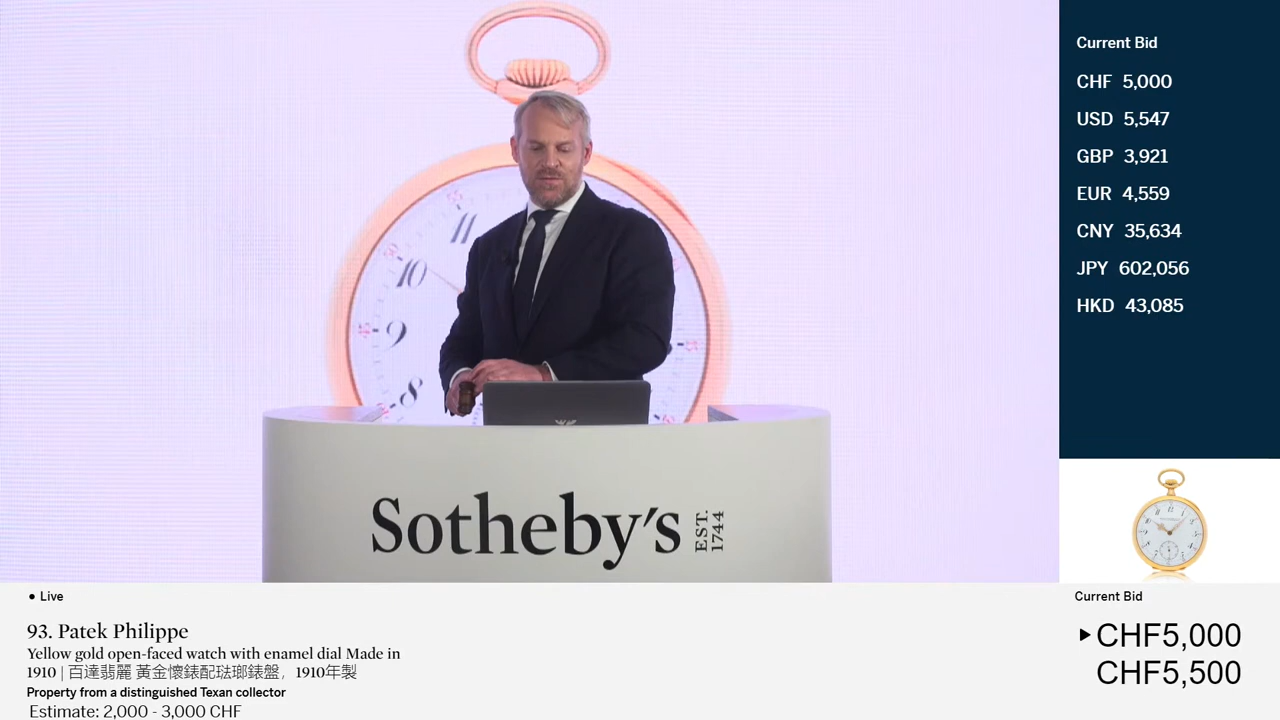 Current Bid
CHF 5,000
USD 5,547
GBP 3,921
EUR 4,559
CNY 35,634
JPY 602,056
HKD 43,085
11
10
9
8
Sotheby's EST. 1744
• Live
93. Patek Philippe
Yellow gold open-faced watch with enamel dial Made in
1910 | 百達翡麗 黃金懷錶配琺瑯錶盤，1910年製
Property from a distinguished Texan collector
Estimate: 2,000 - 3,000 CHF
Current Bid
CHF5,000
CHF5,500